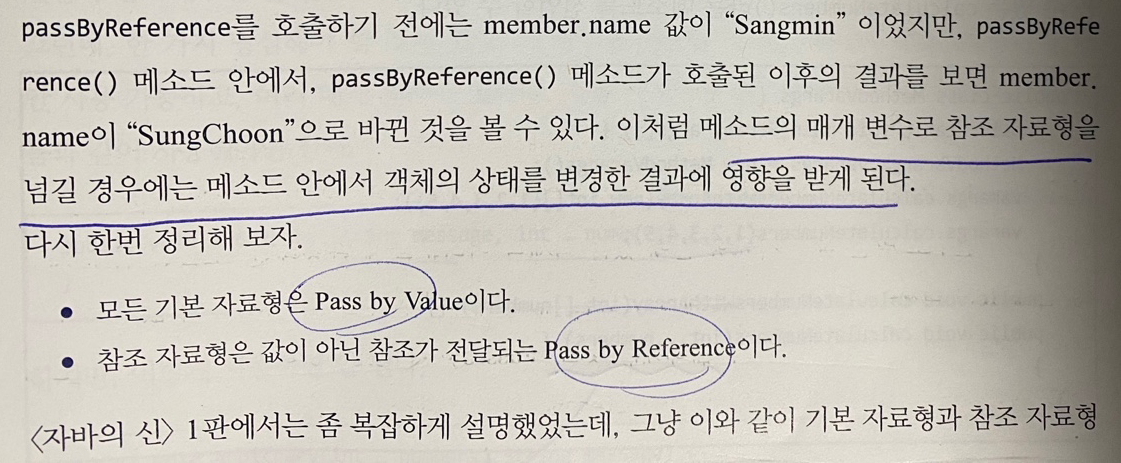 passByReference를 호출하기 전에는 member.name 값이 “Sangmin” 이었지만, passByRefe
rence() 메소드 안에서, passByReference() 메소드가 호출된 이후의 결과를 보면 member.
name이 “SungChoon”으로 바뀐 것을 볼 수 있다. 이처럼 메소드의 매개 변수로 참조 자료형을
넘길 경우에는 메소드 안에서 객체의 상태를 변경한 결과에 영향을 받게 된다.
다시 한번 정리해 보자.
• 모든 기본 자료형은 Pass by Value이다.
• 참조 자료형은 값이 아닌 참조가 전달되는 Pass by Reference이다.
〈자바의 신〉 1판에서는 좀 복잡하게 설명했었는데, 그냥 이와 같이 기본 자료형과 참조 자료형